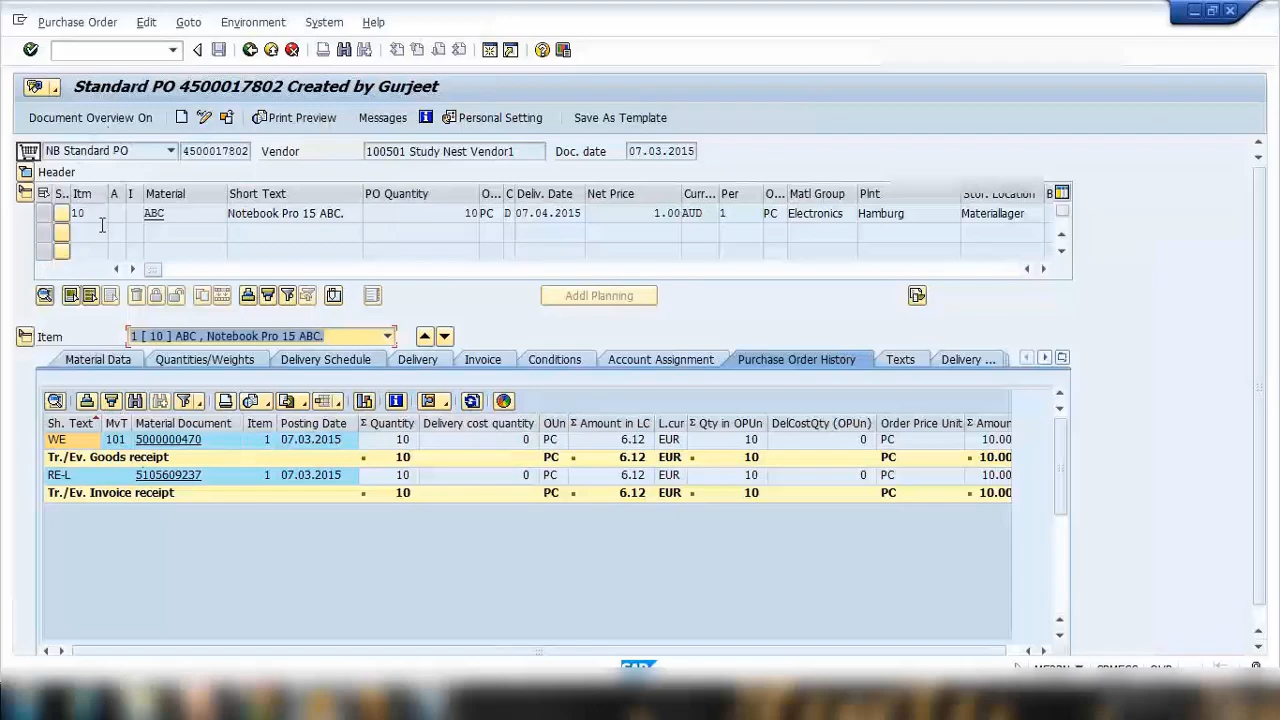 Purchase Order Edit Goto Environment System Help
Standard PO 4500017802 Created by Gurjeet
Document Overview On Print Preview Messages Personal Setting Save As Template
NB Standard PO 4500017802 Vendor 100501 Study Nest Vendor1 Doc. date 07.03.2015
Header
S.. Itm A I Material Short Text PO Quantity O... C Deliv. Date Net Price Curr... Per O... Matl Group Plnt Stor. Location B
10 ABC Notebook Pro 15 ABC. 10 PC D 07.04.2015 1.00 AUD 1 PC Electronics Hamburg Materiallager
Addl Planning
Item 1 [ 10 ] ABC , Notebook Pro 15 ABC.
Material Data Quantities/Weights Delivery Schedule Delivery Invoice Conditions Account Assignment Purchase Order History Texts Delivery ...
Sh. Text MvT Material Document Item Posting Date Σ Quantity Delivery cost quantity OUn Σ Amount in LC L.cur Σ Qty in OPUn DelCostQty (OPUn) Order Price Unit Σ Amoun
WE 101 5000000470 1 07.03.2015 10 0 PC 6.12 EUR 10 0 PC 10.00
Tr./Ev. Goods receipt 10 PC 6.12 EUR 10 PC 10.00
RE-L 5105609237 1 07.03.2015 10 0 PC 6.12 EUR 10 0 PC 10.00
Tr./Ev. Invoice receipt 10 PC 6.12 EUR 10 PC 10.00
SAP